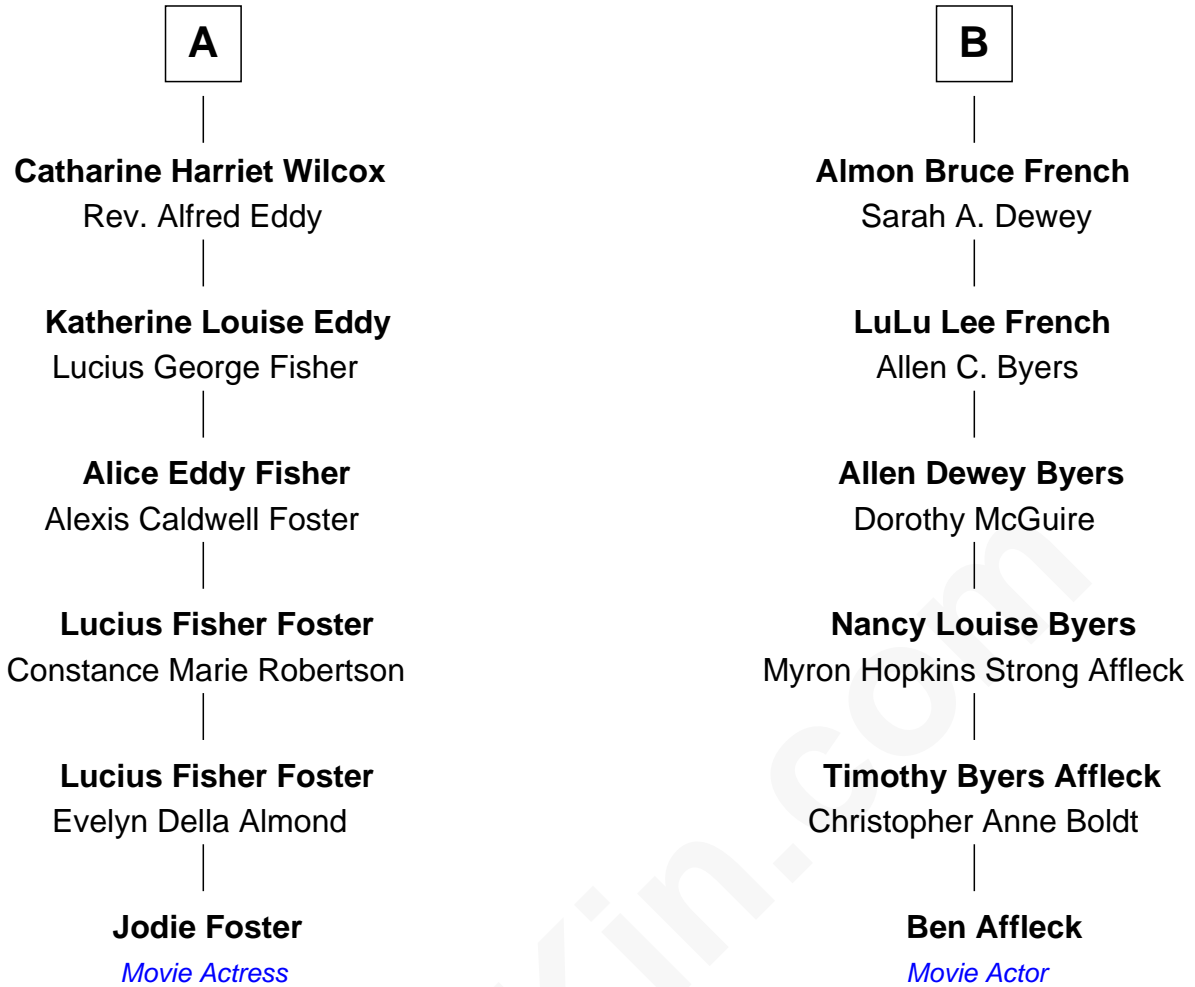 A
Catharine Harriet Wilcox
Rev. Alfred Eddy
Katherine Louise Eddy
Lucius George Fisher
Alice Eddy Fisher
Alexis Caldwell Foster
Lucius Fisher Foster
Constance Marie Robertson
Lucius Fisher Foster
Evelyn Della Almond
Jodie Foster
Movie Actress
B
Almon Bruce French
Sarah A. Dewey
LuLu Lee French
Allen C. Byers
Allen Dewey Byers
Dorothy McGuire
Nancy Louise Byers
Myron Hopkins Strong Affleck
Timothy Byers Affleck
Christopher Anne Boldt
Ben Affleck
Movie Actor
Kin.com